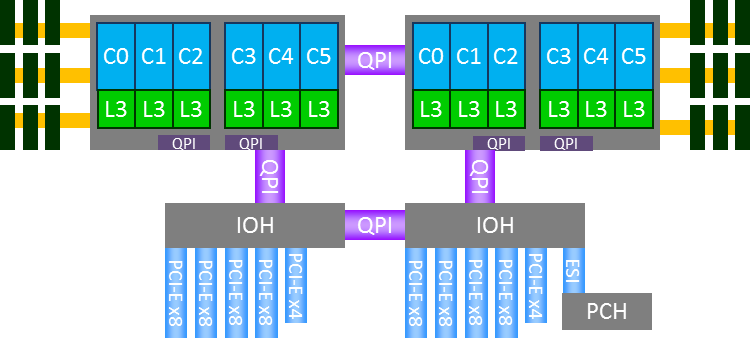 C0 C1 C2 C3 C4 C5 QPI C0 C1 C2 C3 C4 C5
L3 L3 L3 L3 L3 L3 L3 L3 L3 L3 L3 L3
QPI QPI QPI QPI
QPI QPI
IOH QPI IOH
PCI-E x8 PCI-E x8 PCI-E x8 PCI-E x8 PCI-E x4 PCI-E x8 PCI-E x8 PCI-E x8 PCI-E x8 PCI-E x4 ESI
PCH